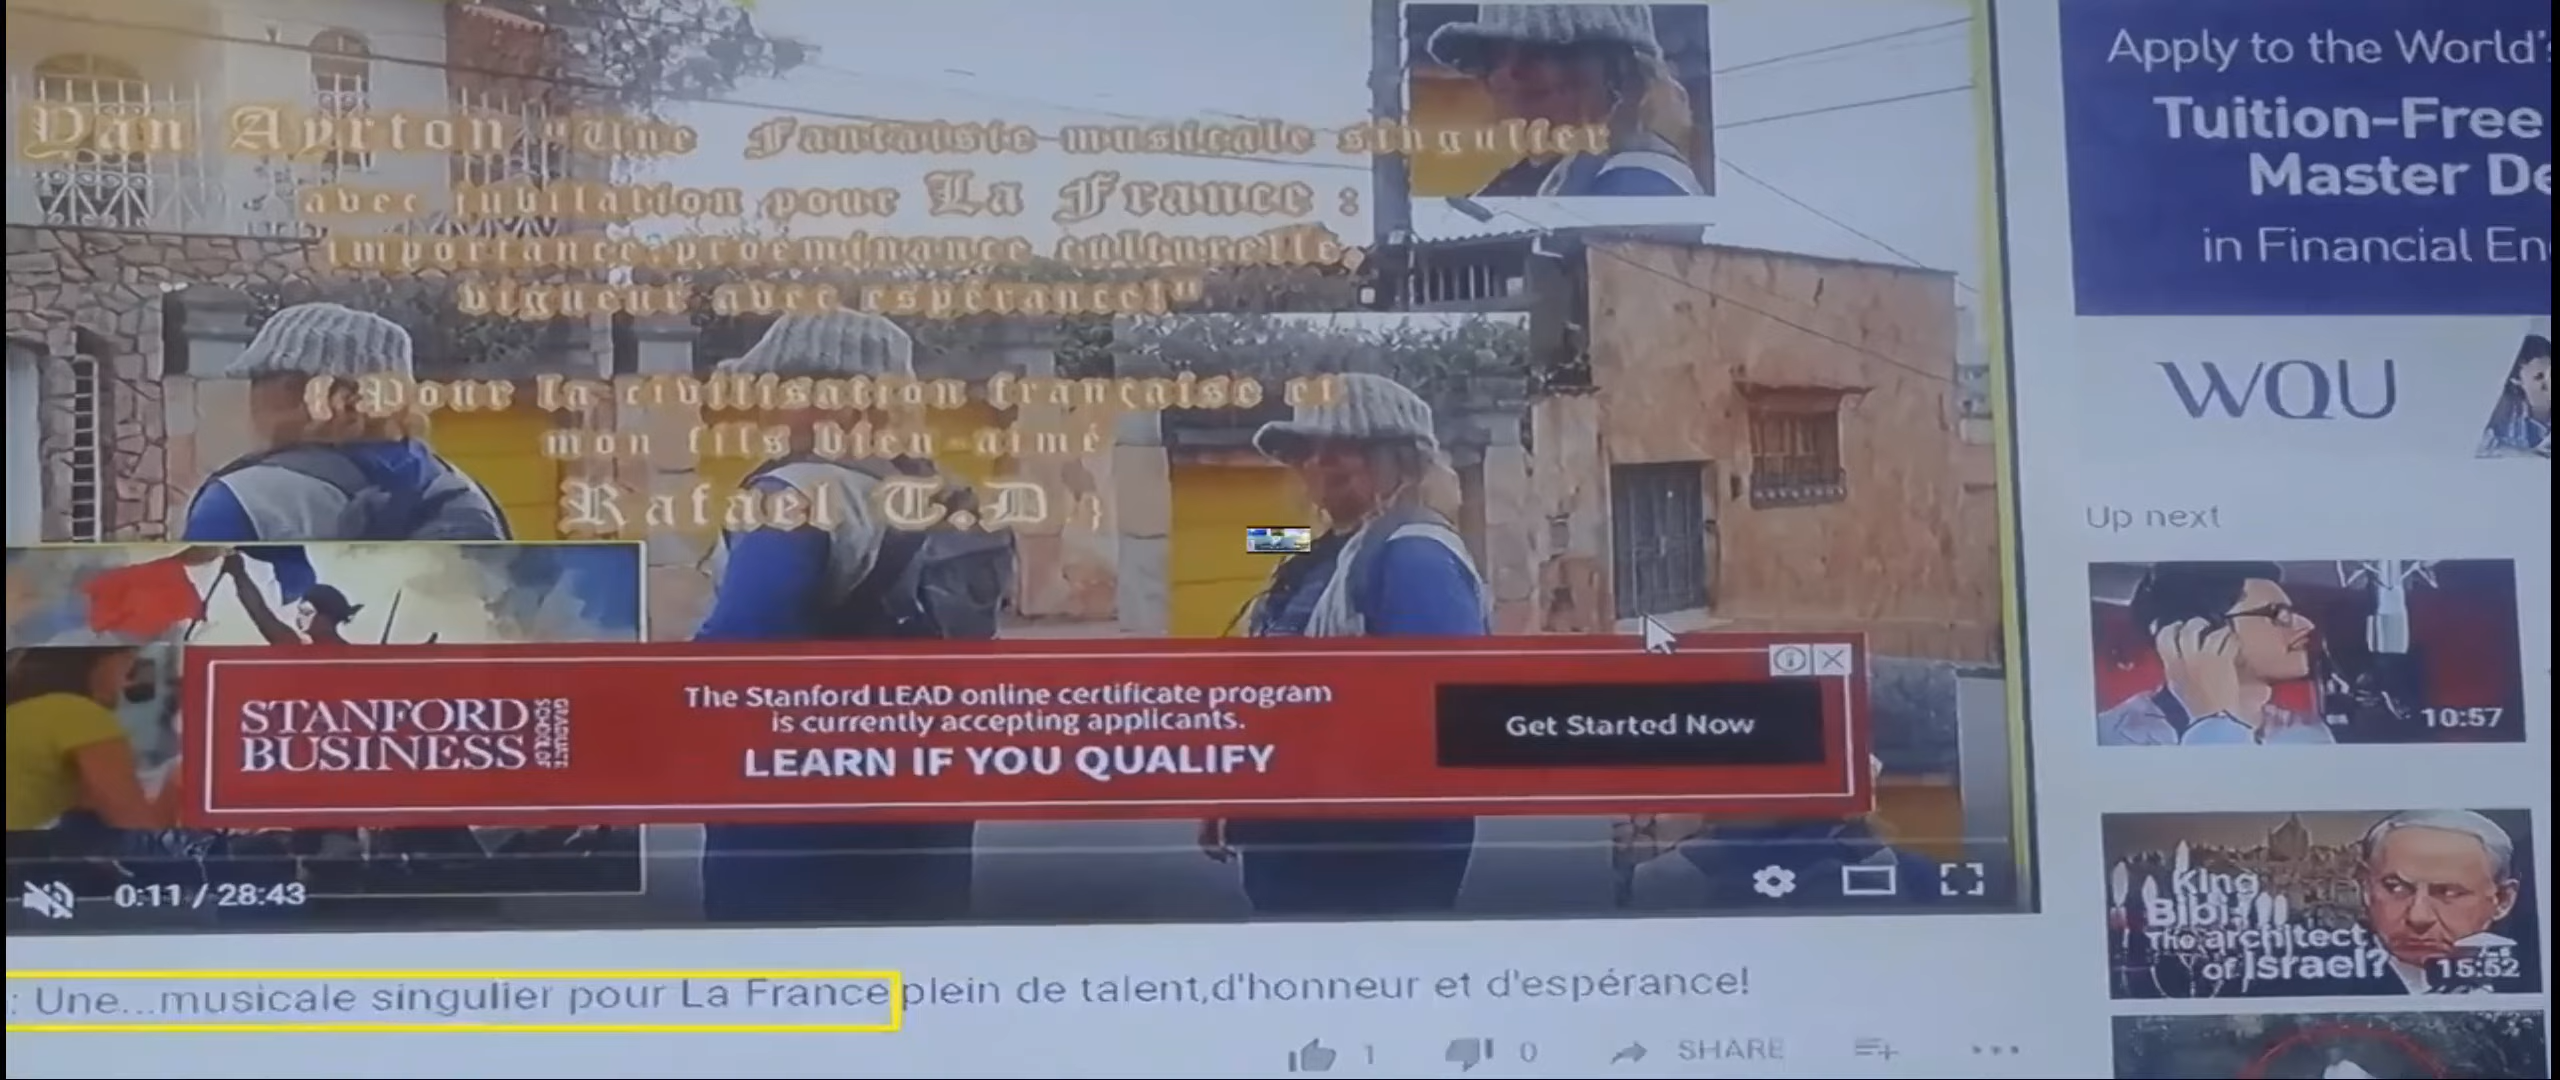 Yan Ayrton "Une Fantaisie musicale singulier
avec jubilation pour La France :
importance,proéminance culturelle,
vigueur avec espérance!"
( Pour la civilisation française et
mon fils bien-aimé
Rafael T.D )
STANFORD
BUSINESS
GRADUATE
SCHOOL OF
The Stanford LEAD online certificate program
is currently accepting applicants.
LEARN IF YOU QUALIFY
Get Started Now
0:11 / 28:43
: Une...musicale singulier pour La France plein de talent,d'honneur et d'espérance!
1
0
SHARE
Apply to the World's
Tuition-Free
Master De
in Financial En
WQU
Up next
10:57
King
Bibi:
The architect
of Israel?
15:52